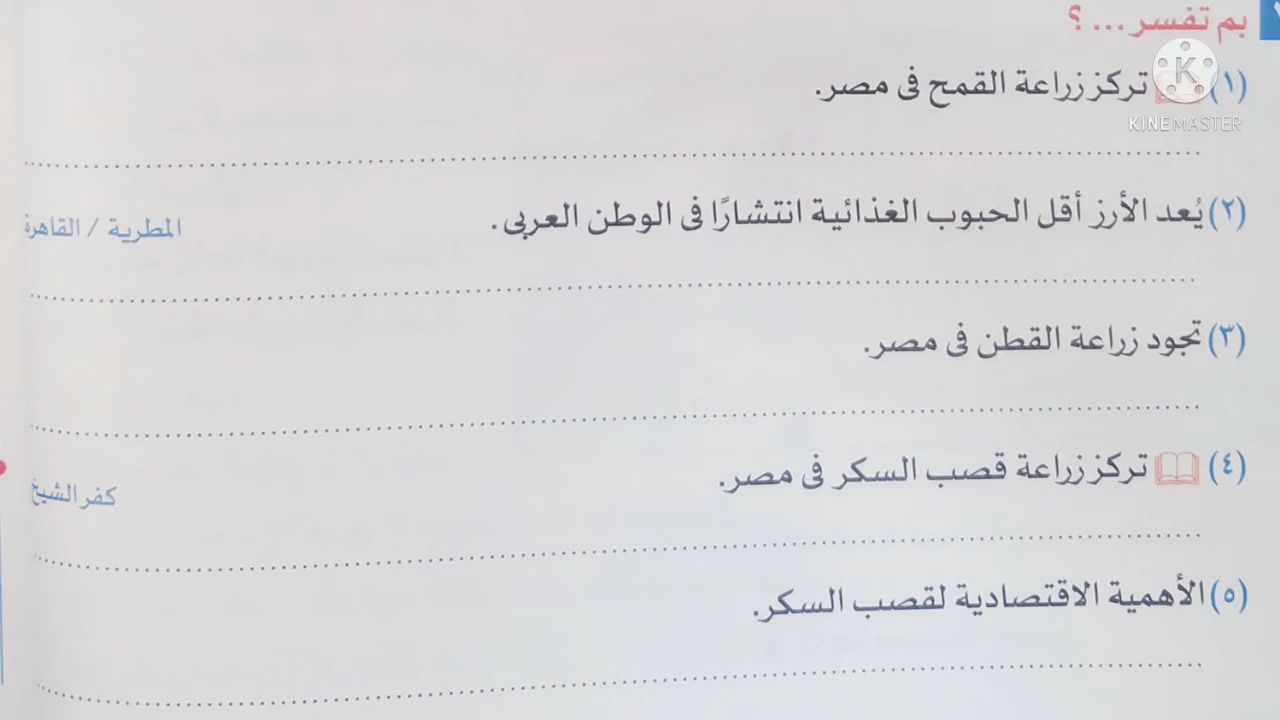 بم تفسر ... ؟
(١) تركز زراعة القمح فى مصر.
KINEMASTER
(٢) يُعد الأرز أقل الحبوب الغذائية انتشارًا فى الوطن العربى.
المطرية / القاهرة
(٣) تجود زراعة القطن فى مصر.
(٤) تركز زراعة قصب السكر فى مصر.
كفر الشيخ
(٥) الأهمية الاقتصادية لقصب السكر.